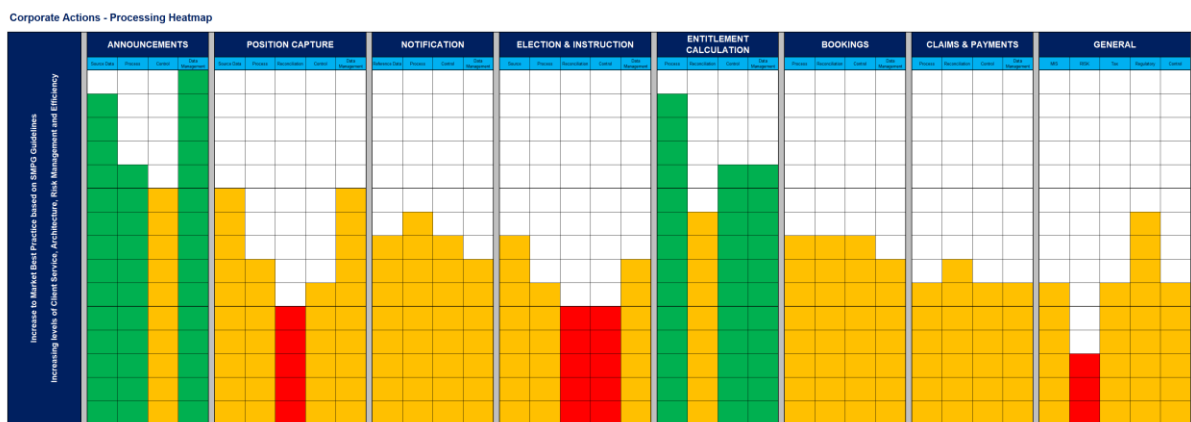 Corporate Actions - Processing Heatmap
ANNOUNCEMENTS
POSITION CAPTURE
NOTIFICATION
ELECTION & INSTRUCTION
ENTITLEMENT
CALCULATION
BOOKINGS
CLAIMS & PAYMENTS
GENERAL
Source Data Process Control Data Management
Source Data Process Reconciliation Control Data Management
Reference Data Process Control Data Management
Source Process Reconciliation Control Data Management
Process Reconciliation Control Data Management
Process Reconciliation Control Data Management
Process Reconciliation Control Data Management
Tax Regulatory Control
Increase to Market Best Practice based on SMPG Guidelines
Increasing levels of Client Service, Architecture, Risk Management and Efficiency